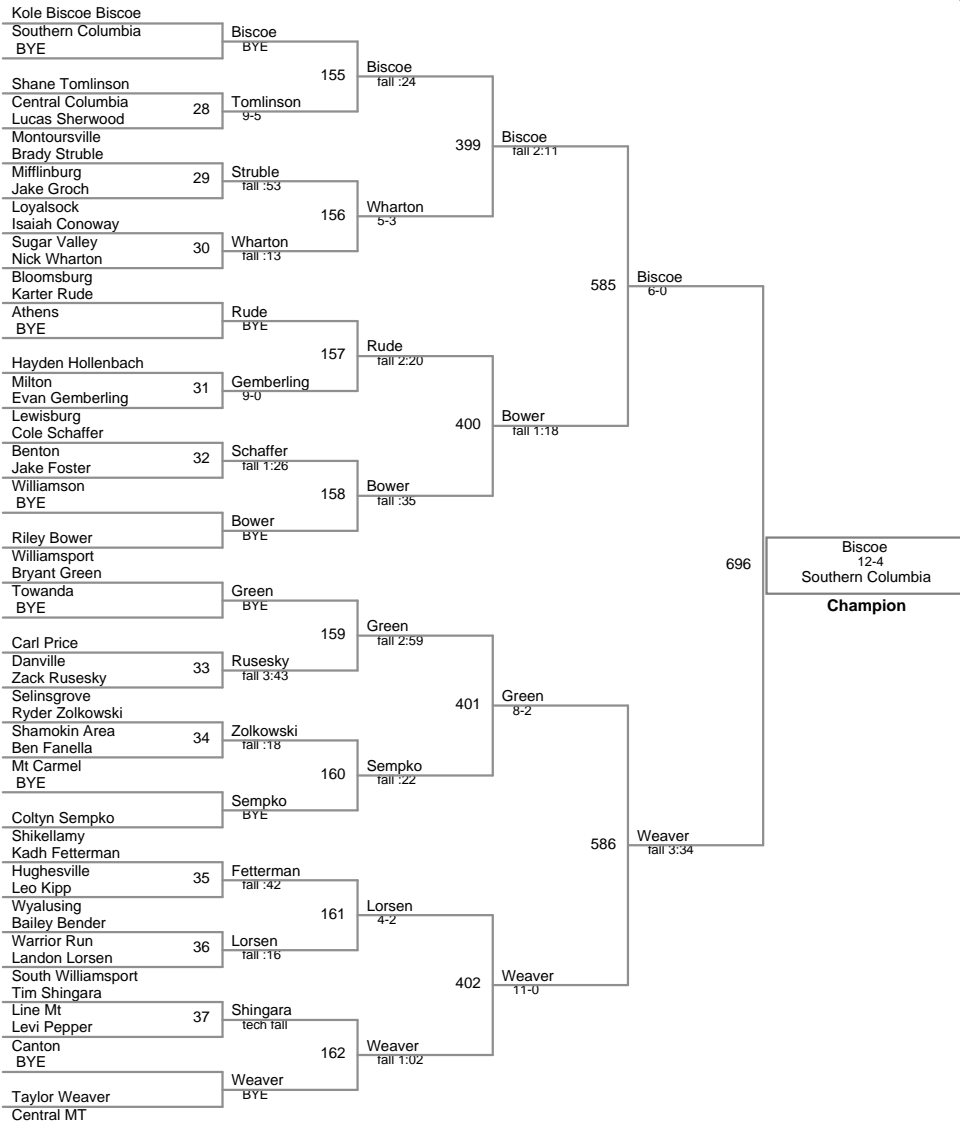 Kole Biscoe Biscoe
Southern Columbia
BYE
Shane Tomlinson
Central Columbia
Lucas Sherwood
Montoursville
Brady Struble
Mifflinburg
Jake Groch
Loyalsock
Isaiah Conoway
Sugar Valley
Nick Wharton
Bloomsburg
Karter Rude
Athens
BYE
Hayden Hollenbach
Milton
Evan Gemberling
Lewisburg
Cole Schaffer
Benton
Jake Foster
Williamson
BYE
Riley Bower
Williamsport
Bryant Green
Towanda
BYE
Carl Price
Danville
Zack Rusesky
Selinsgrove
Ryder Zolkowski
Shamokin Area
Ben Fanella
Mt Carmel
BYE
Coltyn Sempko
Shikellamy
Kadh Fetterman
Hughesville
Leo Kipp
Wyalusing
Bailey Bender
Warrior Run
Landon Lorsen
South Williamsport
Tim Shingara
Line Mt
Levi Pepper
Canton
BYE
Taylor Weaver
Central MT
28
29
30
31
32
33
34
35
36
37
Biscoe
BYE
Tomlinson
9-5
Struble
fall :53
Wharton
fall :13
Rude
BYE
Gemberling
9-0
Schaffer
fall 1:26
Bower
BYE
Green
BYE
Rusesky
fall 3:43
Zolkowski
fall :18
Sempko
BYE
Fetterman
fall :42
Lorsen
fall :16
Shingara
tech fall
Weaver
BYE
155
156
157
158
159
160
161
162
Biscoe
fall :24
Wharton
5-3
Rude
fall 2:20
Bower
fall :35
Green
fall 2:59
Sempko
fall :22
Lorsen
4-2
Weaver
fall 1:02
399
400
401
402
Biscoe
fall 2:11
Bower
fall 1:18
Green
8-2
Weaver
11-0
585
586
Biscoe
6-0
Weaver
fall 3:34
696
Biscoe
12-4
Southern Columbia
Champion